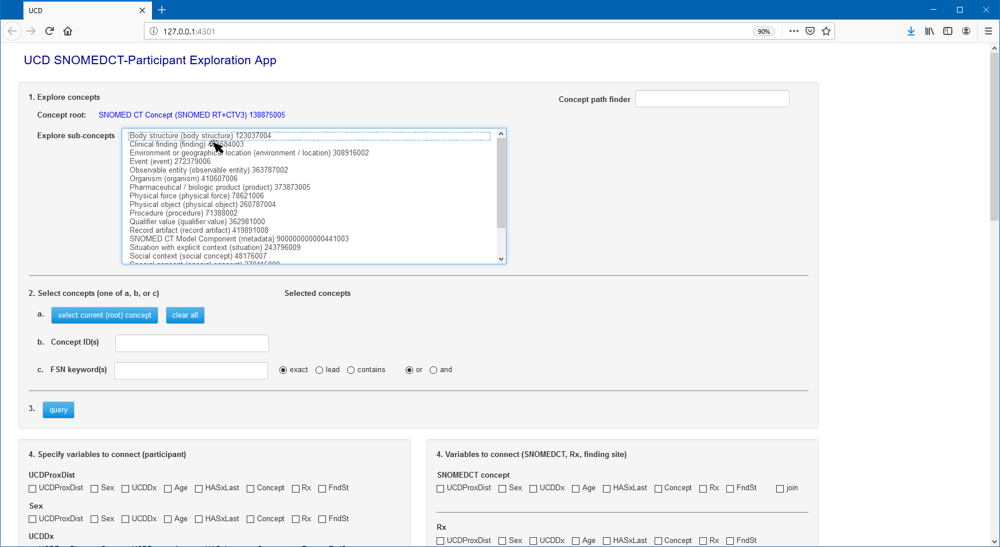 UCD
127.0.0.1:4301
90%
UCD SNOMEDCT-Participant Exploration App
1. Explore concepts
Concept path finder
Concept root: SNOMED CT Concept (SNOMED RT+CTV3) 138875005
Explore sub-concepts
Body structure (body structure) 123037004
Clinical finding (finding) 404684003
Environment or geographical location (environment / location) 308916002
Event (event) 272379006
Observable entity (observable entity) 363787002
Organism (organism) 410607006
Pharmaceutical / biologic product (product) 373873005
Physical force (physical force) 78621006
Physical object (physical object) 260787004
Procedure (procedure) 71388002
Qualifier value (qualifier value) 362981000
Record artifact (record artifact) 419891008
SNOMED CT Model Component (metadata) 900000000000441003
Situation with explicit context (situation) 243796009
Social context (social concept) 48176007
Special concept (special concept) 370115009
2. Select concepts (one of a, b, or c)
Selected concepts
a. select current (root) concept clear all
b. Concept ID(s)
c. FSN keyword(s) exact lead contains or and
3. query
4. Specify variables to connect (participant)
UCDProxDist
UCDProxDist Sex UCDDx Age HASxLast Concept Rx FndSt
Sex
UCDProxDist Sex UCDDx Age HASxLast Concept Rx FndSt
UCDDx
4. Variables to connect (SNOMEDCT, Rx, finding site)
SNOMEDCT concept
UCDProxDist Sex UCDDx Age HASxLast Concept Rx FndSt join
Rx
UCDProxDist Sex UCDDx Age HASxLast Concept Rx FndSt